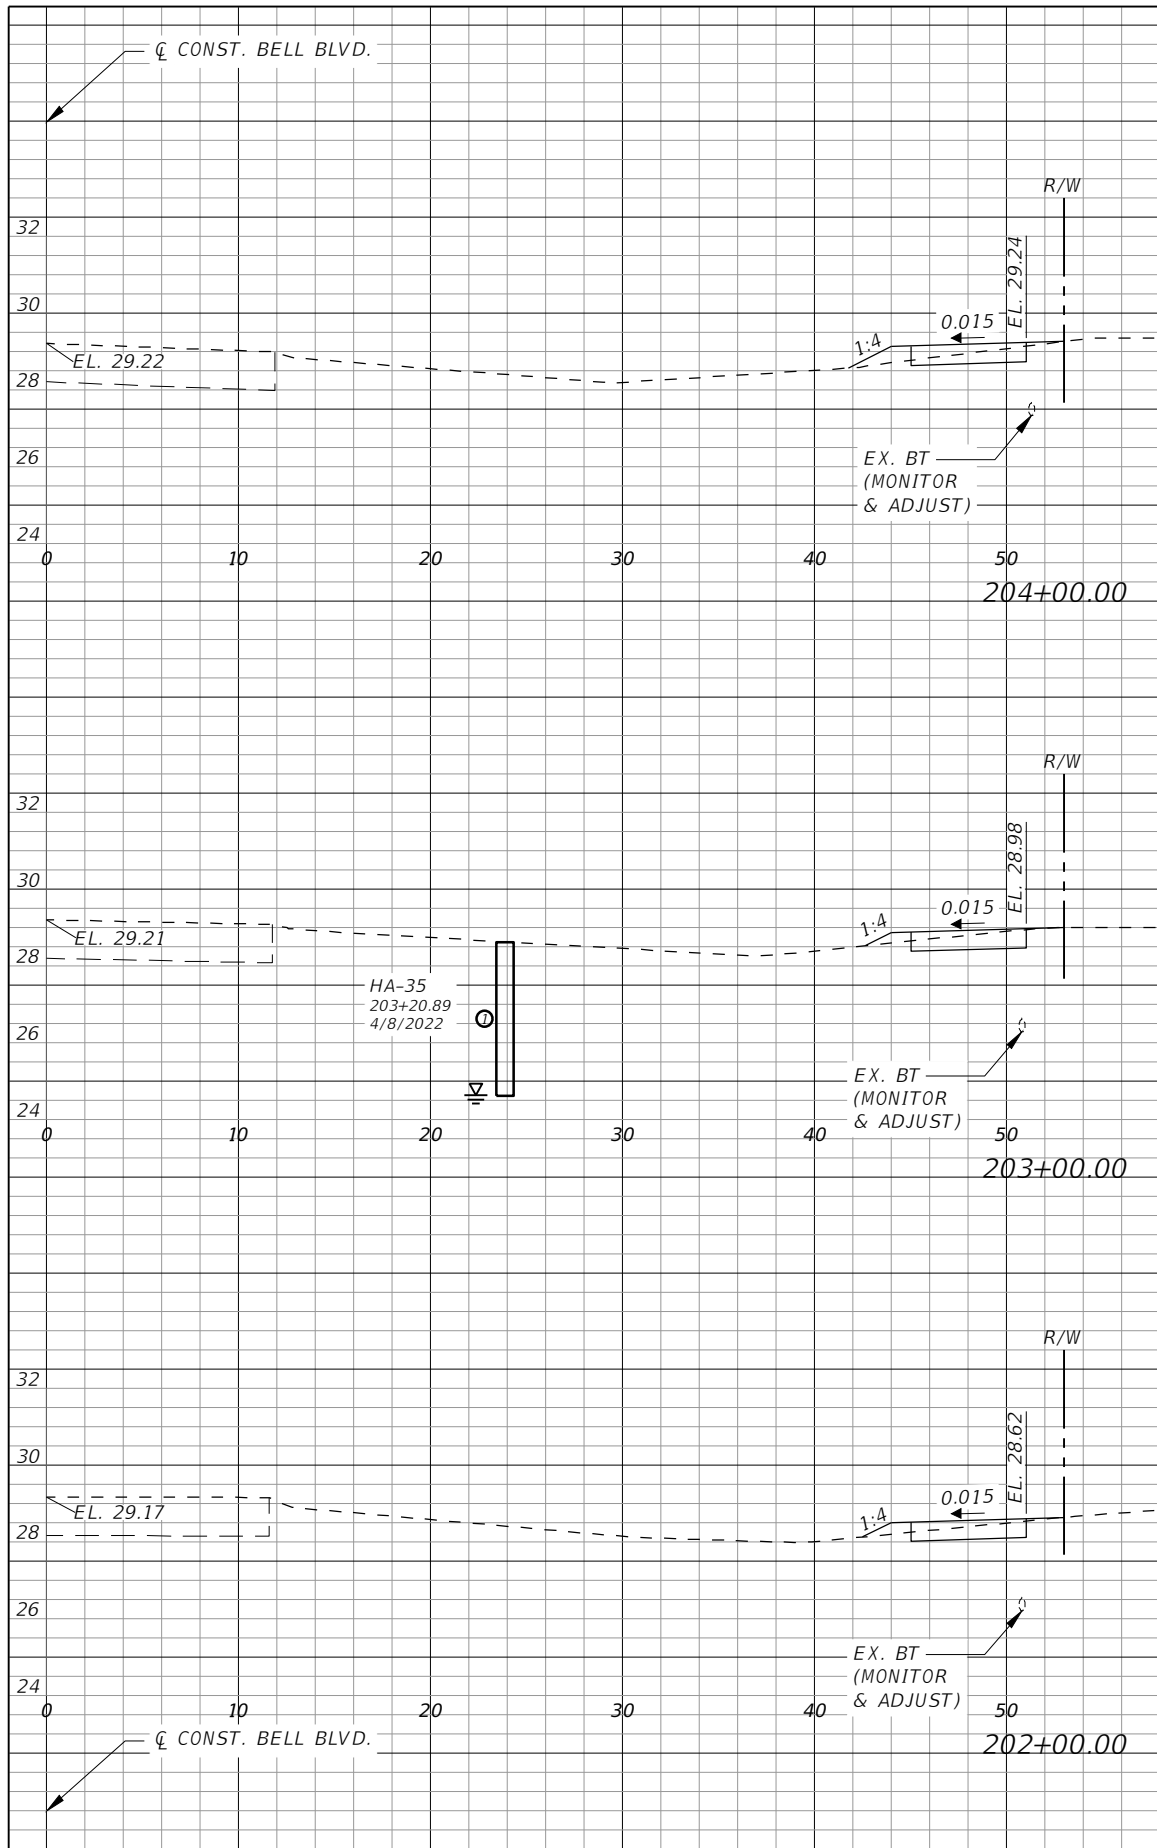 ℄ CONST. BELL BLVD.
R/W
32
EL. 29.24
30
0.015
1:4
EL. 29.22
28
26
EX. BT
(MONITOR
& ADJUST)
24
0 10 20 30 40 50
204+00.00
R/W
32
EL. 28.98
30
0.015
1:4
EL. 29.21
28
HA-35
203+20.89
4/8/2022
1
26
EX. BT
(MONITOR
& ADJUST)
24
0 10 20 30 40 50
203+00.00
R/W
32
EL. 28.62
30
0.015
1:4
EL. 29.17
28
26
EX. BT
(MONITOR
& ADJUST)
24
0 10 20 30 40 50
℄ CONST. BELL BLVD.
202+00.00